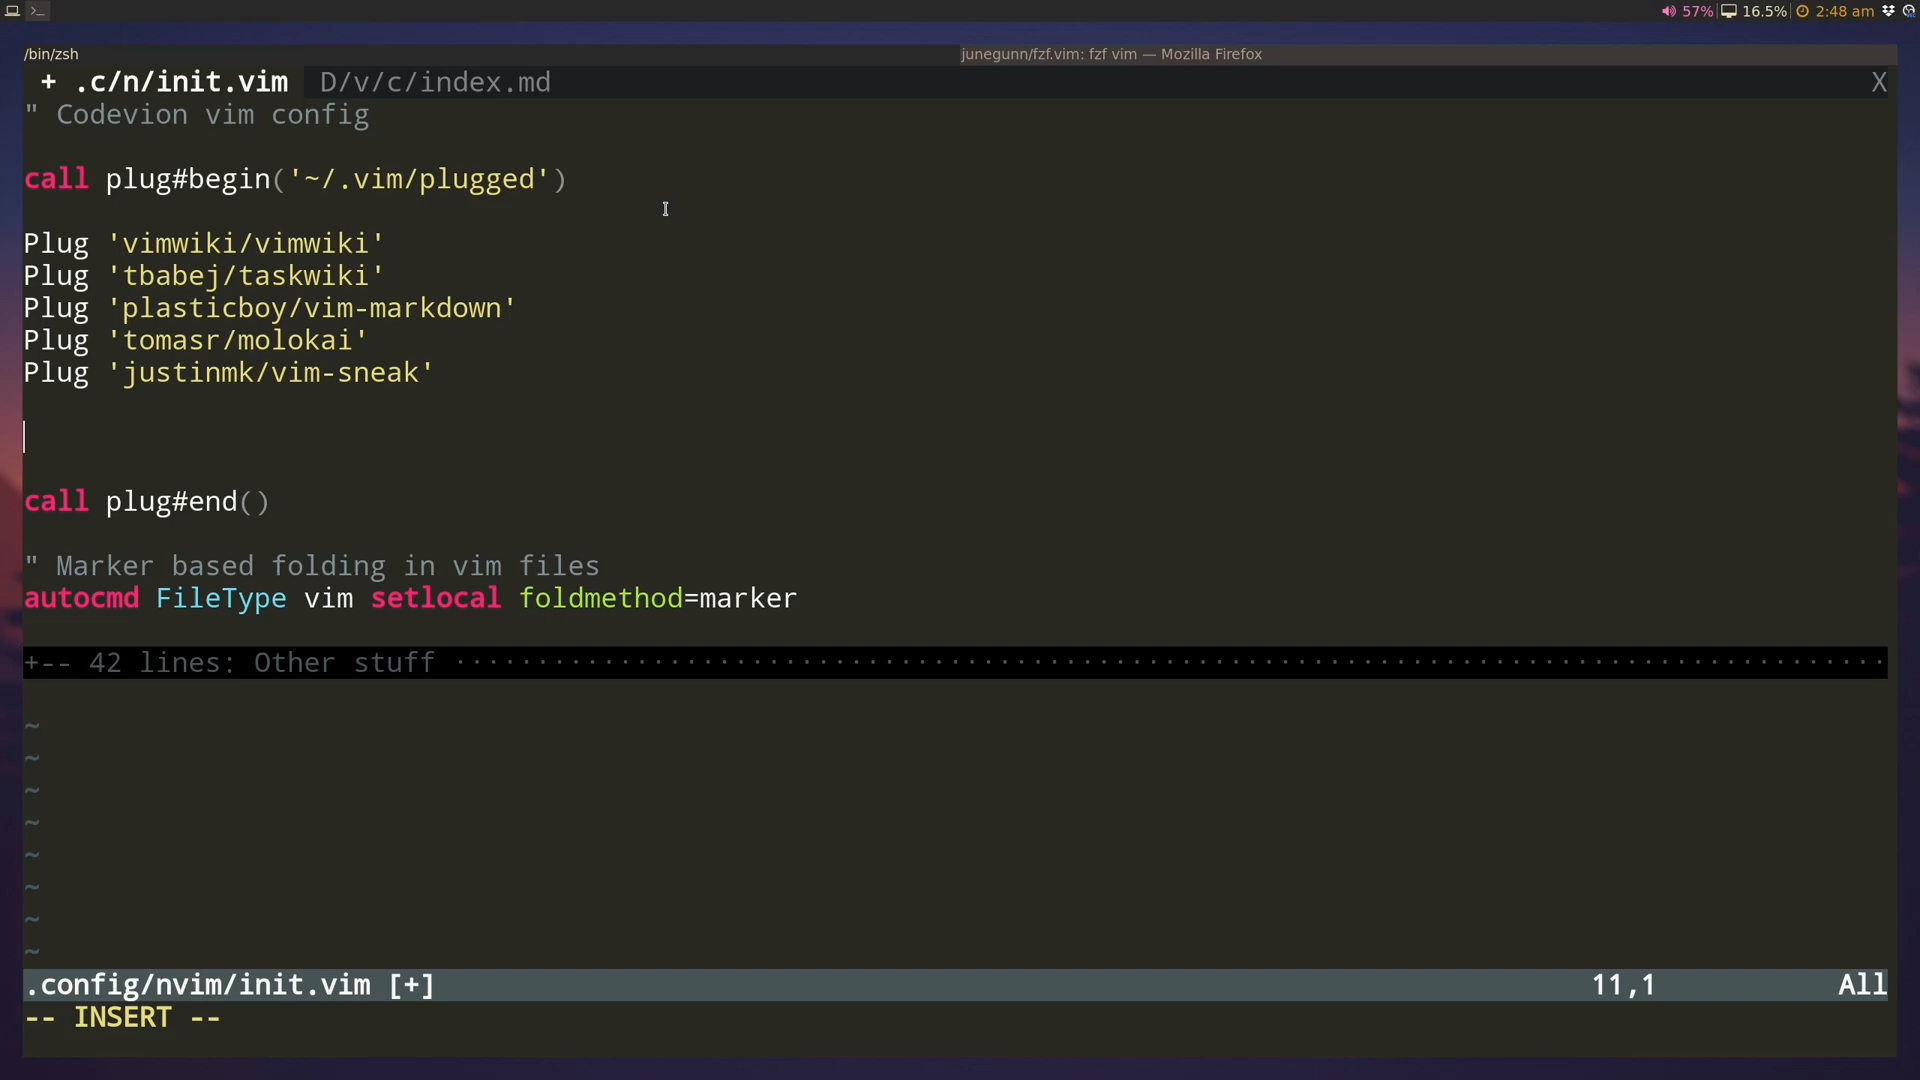 57% 16.5% 2:48 am
/bin/zsh junegunn/fzf.vim: fzf vim — Mozilla Firefox
+ .c/n/init.vim D/v/c/index.md X
" Codevion vim config
call plug#begin('~/.vim/plugged')
Plug 'vimwiki/vimwiki'
Plug 'tbabej/taskwiki'
Plug 'plasticboy/vim-markdown'
Plug 'tomasr/molokai'
Plug 'justinmk/vim-sneak'
call plug#end()
" Marker based folding in vim files
autocmd FileType vim setlocal foldmethod=marker
+-- 42 lines: Other stuff ·······················································································
~
~
~
~
~
~
~
~
.config/nvim/init.vim [+] 11,1 All
-- INSERT --